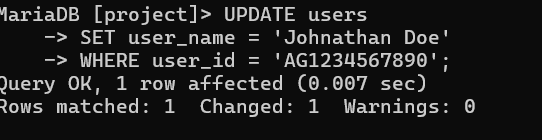 MariaDB [project]> UPDATE users
    -> SET user_name = 'Johnathan Doe'
    -> WHERE user_id = 'AG1234567890';
Query OK, 1 row affected (0.007 sec)
Rows matched: 1  Changed: 1  Warnings: 0